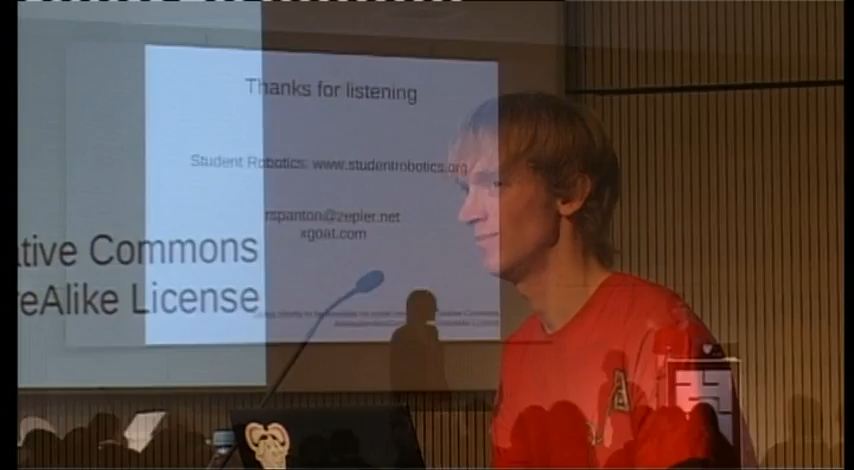 Thanks for listening
Student Robotics: www.studentrobotics.org
rspanton@zepler.net
xgoat.com
ative Commons
eAlike License